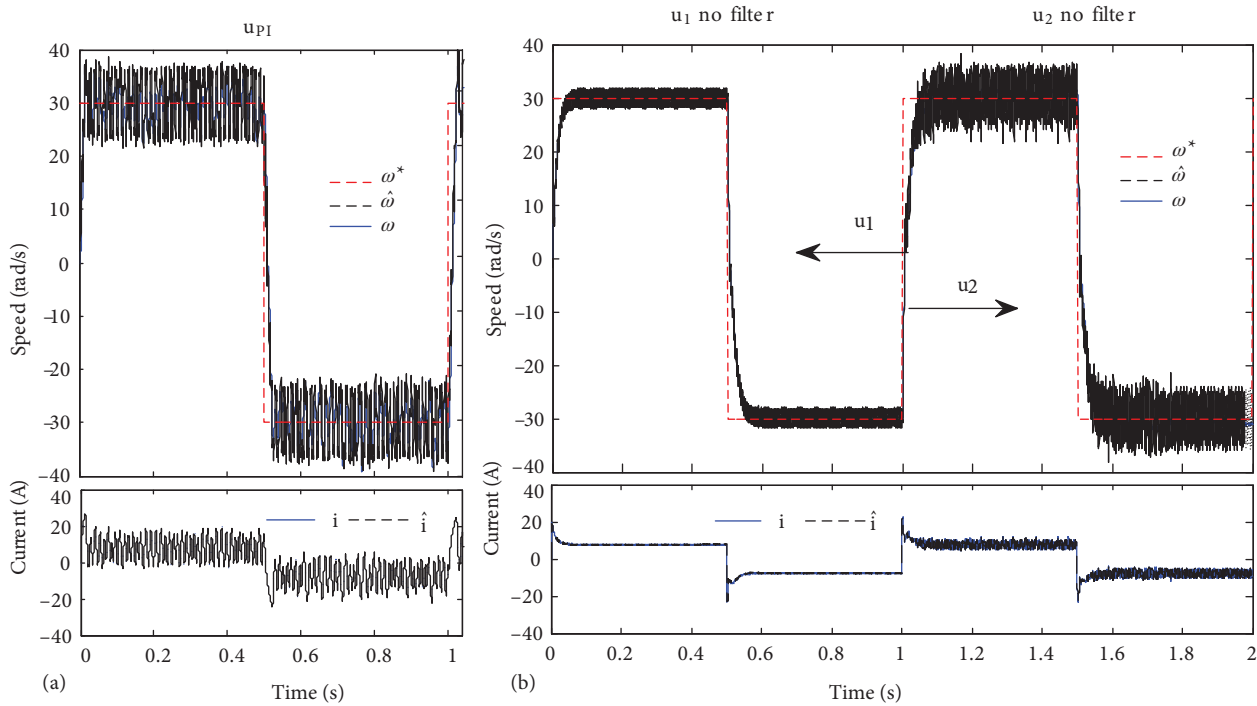 u_PI
40
30
20
10
0
−10
−20
−30
−40
Speed (rad/s)
ω*
ω̂
ω
40
20
0
−20
−40
Current (A)
i
î
0
0.2
0.4
0.6
0.8
1
(a)
Time (s)
u_1 no filter
u_2 no filter
40
30
20
10
0
−10
−20
−30
−40
Speed (rad/s)
ω*
ω̂
ω
u1
u2
40
20
0
−20
−40
Current (A)
i
î
0
0.2
0.4
0.6
0.8
1
1.2
1.4
1.6
1.8
2
(b)
Time (s)